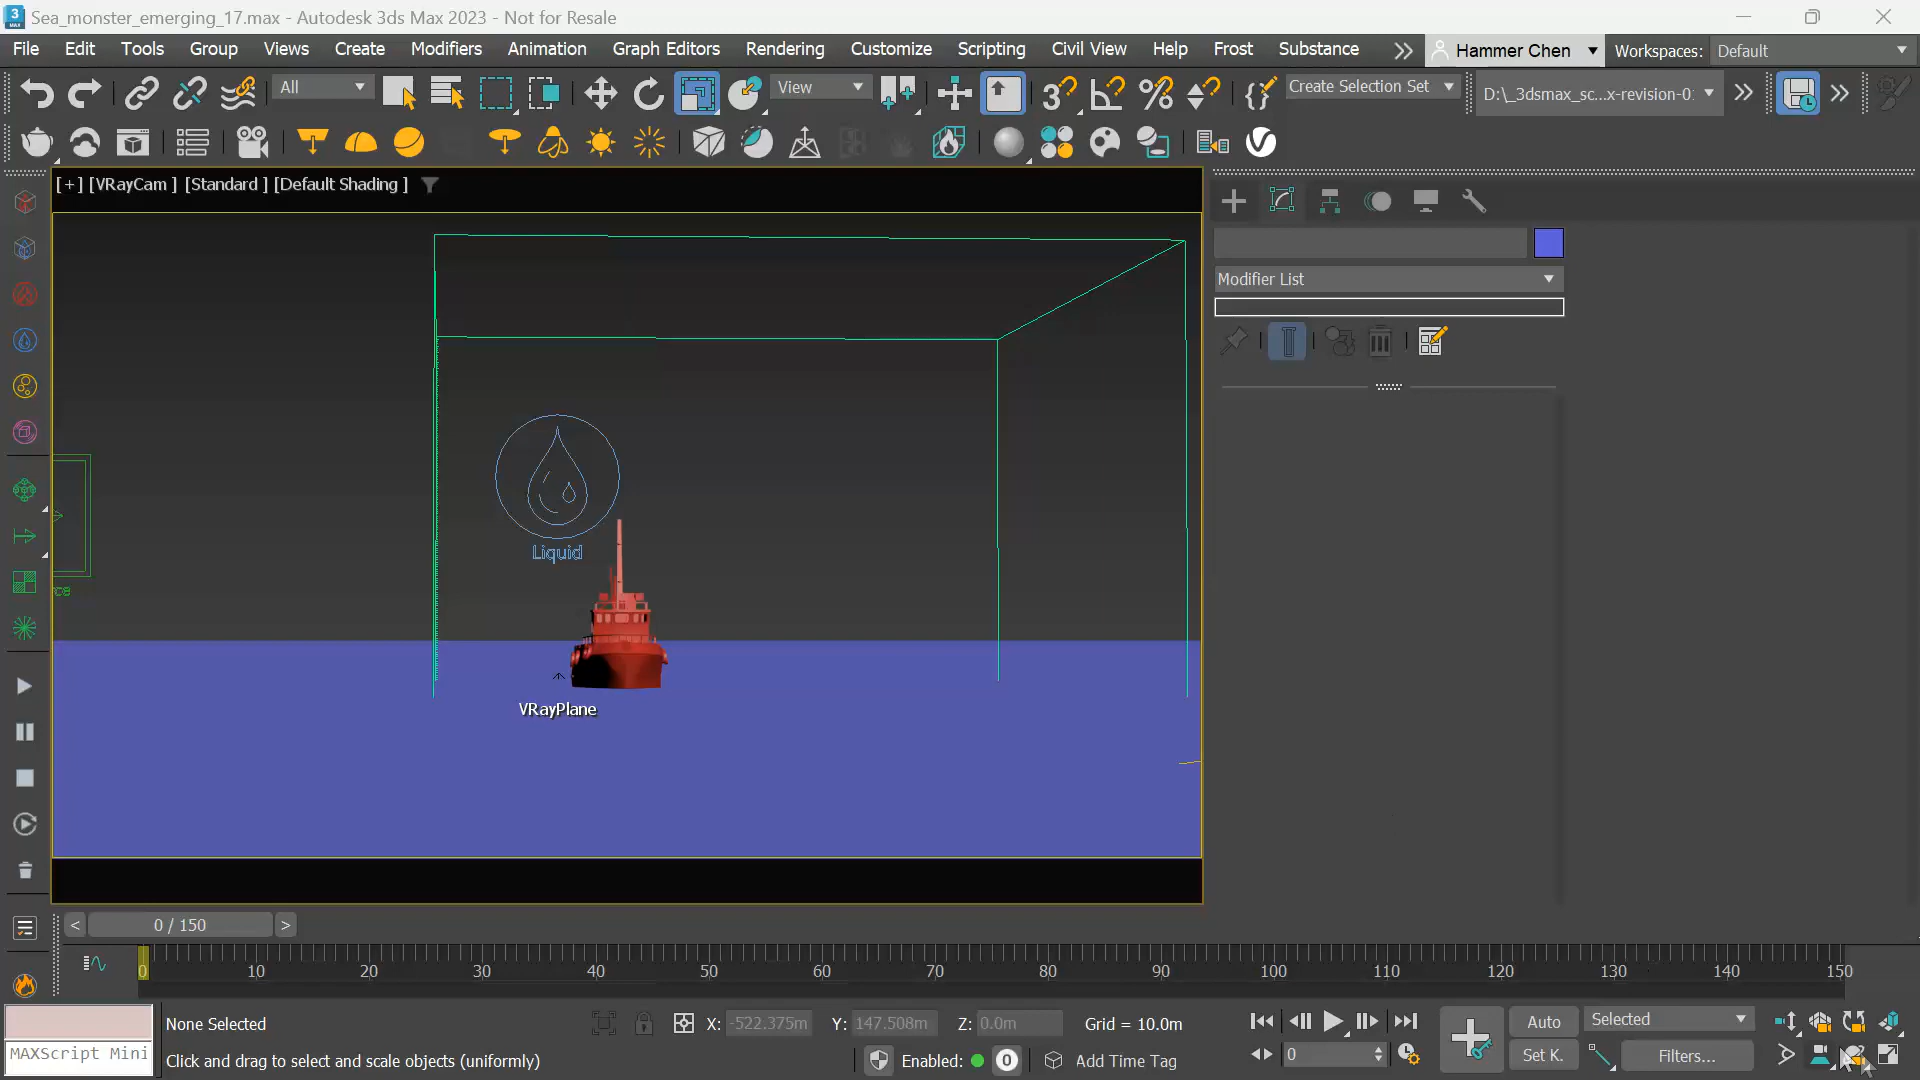 Sea_monster_emerging_17.max - Autodesk 3ds Max 2023 - Not for Resale
File Edit Tools Group Views Create Modifiers Animation Graph Editors Rendering Customize Scripting Civil View Help Frost Substance Hammer Chen Workspaces: Default
All View Create Selection Set D:\_3dsmax_sc...x-revision-0
[+] [VRayCam ] [Standard ] [Default Shading ]
Modifier List
Liquid
VRayPlane
< 0 / 150 >
0 10 20 30 40 50 60 70 80 90 100 110 120 130 140 150
None Selected X: -522.375m Y: 147.508m Z: 0.0m Grid = 10.0m Auto Selected
MAXScript Mini Click and drag to select and scale objects (uniformly) Enabled: 0 Add Time Tag 0 Set K. Filters...